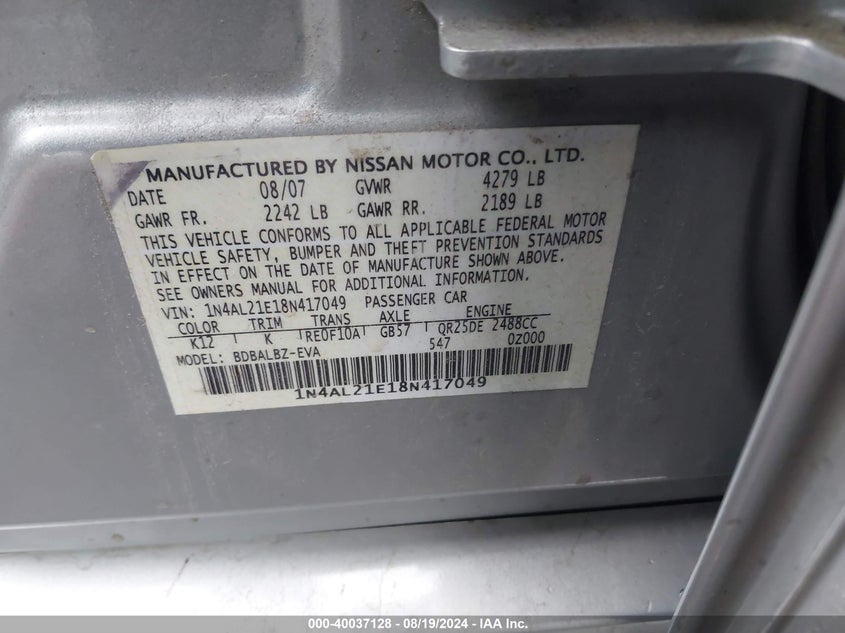 MANUFACTURED BY NISSAN MOTOR CO., LTD.
DATE 08/07 GVWR 4279 LB
GAWR FR. 2242 LB GAWR RR. 2189 LB
THIS VEHICLE CONFORMS TO ALL APPLICABLE FEDERAL MOTOR
VEHICLE SAFETY, BUMPER AND THEFT PREVENTION STANDARDS
IN EFFECT ON THE DATE OF MANUFACTURE SHOWN ABOVE.
SEE OWNERS MANUAL FOR ADDITIONAL INFORMATION.
VIN: 1N4AL21E18N417049 PASSENGER CAR
COLOR TRIM TRANS AXLE ENGINE
K12 K RE0F10A GB57 QR25DE 2488CC
MODEL: BDBALBZ-EVA 547 0Z000
1N4AL21E18N417049
000-40037128 - 08/19/2024 - IAA Inc.